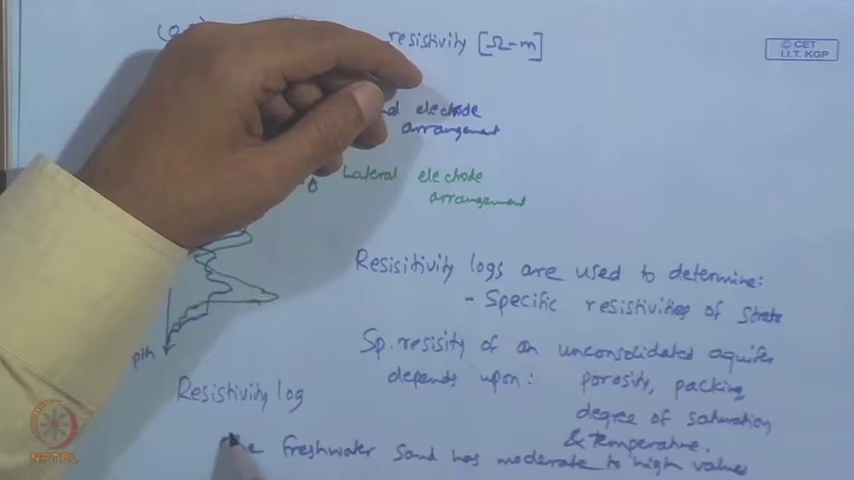 resistivity [Ω-m]
© CET
I.I.T. KGP
electrode
arrangement
Lateral electrode
arrangement
Resisitivity logs are used to determine:
- Specific resistivities of strata
Sp. resisity of an unconsolidated aquifer
depends upon: porosity, packing
degree of saturation
& Temperature.
pth
Resistivity log
Freshwater Sand has moderate to high values
NPTEL